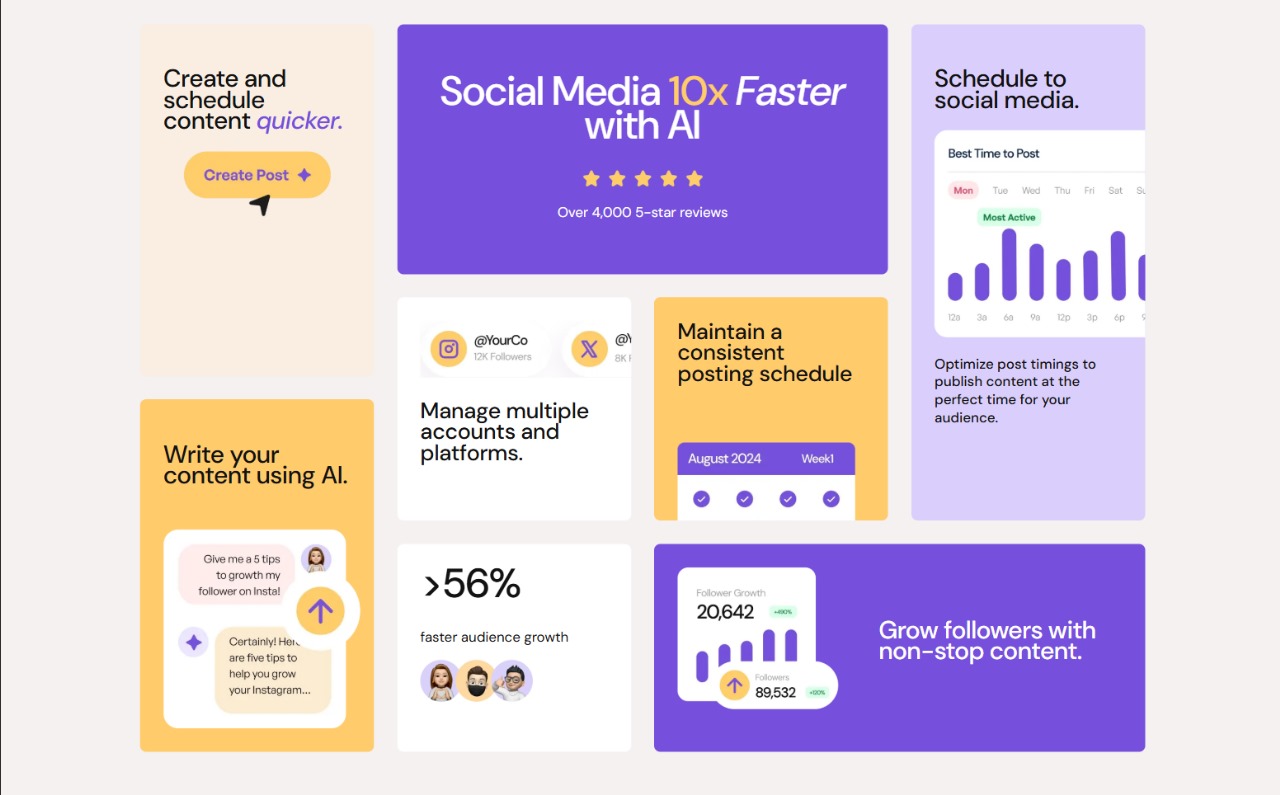 Create and
schedule
content quicker.
Create Post
Social Media 10x Faster
with AI
Over 4,000 5-star reviews
Schedule to
social media.
Best Time to Post
Mon Tue Wed Thu Fri Sat Su
Most Active
12a 3a 6a 9a 12p 3p 6p
Optimize post timings to
publish content at the
perfect time for your
audience.
@YourCo
12K Followers
@Y
8K F
Manage multiple
accounts and
platforms.
Maintain a
consistent
posting schedule
August 2024 Week1
Write your
content using AI.
Give me a 5 tips
to growth my
follower on Insta!
Certainly! Here
are five tips to
help you grow
your Instagram...
>56%
faster audience growth
Follower Growth
20,642
Followers
89,532
Grow followers with
non-stop content.